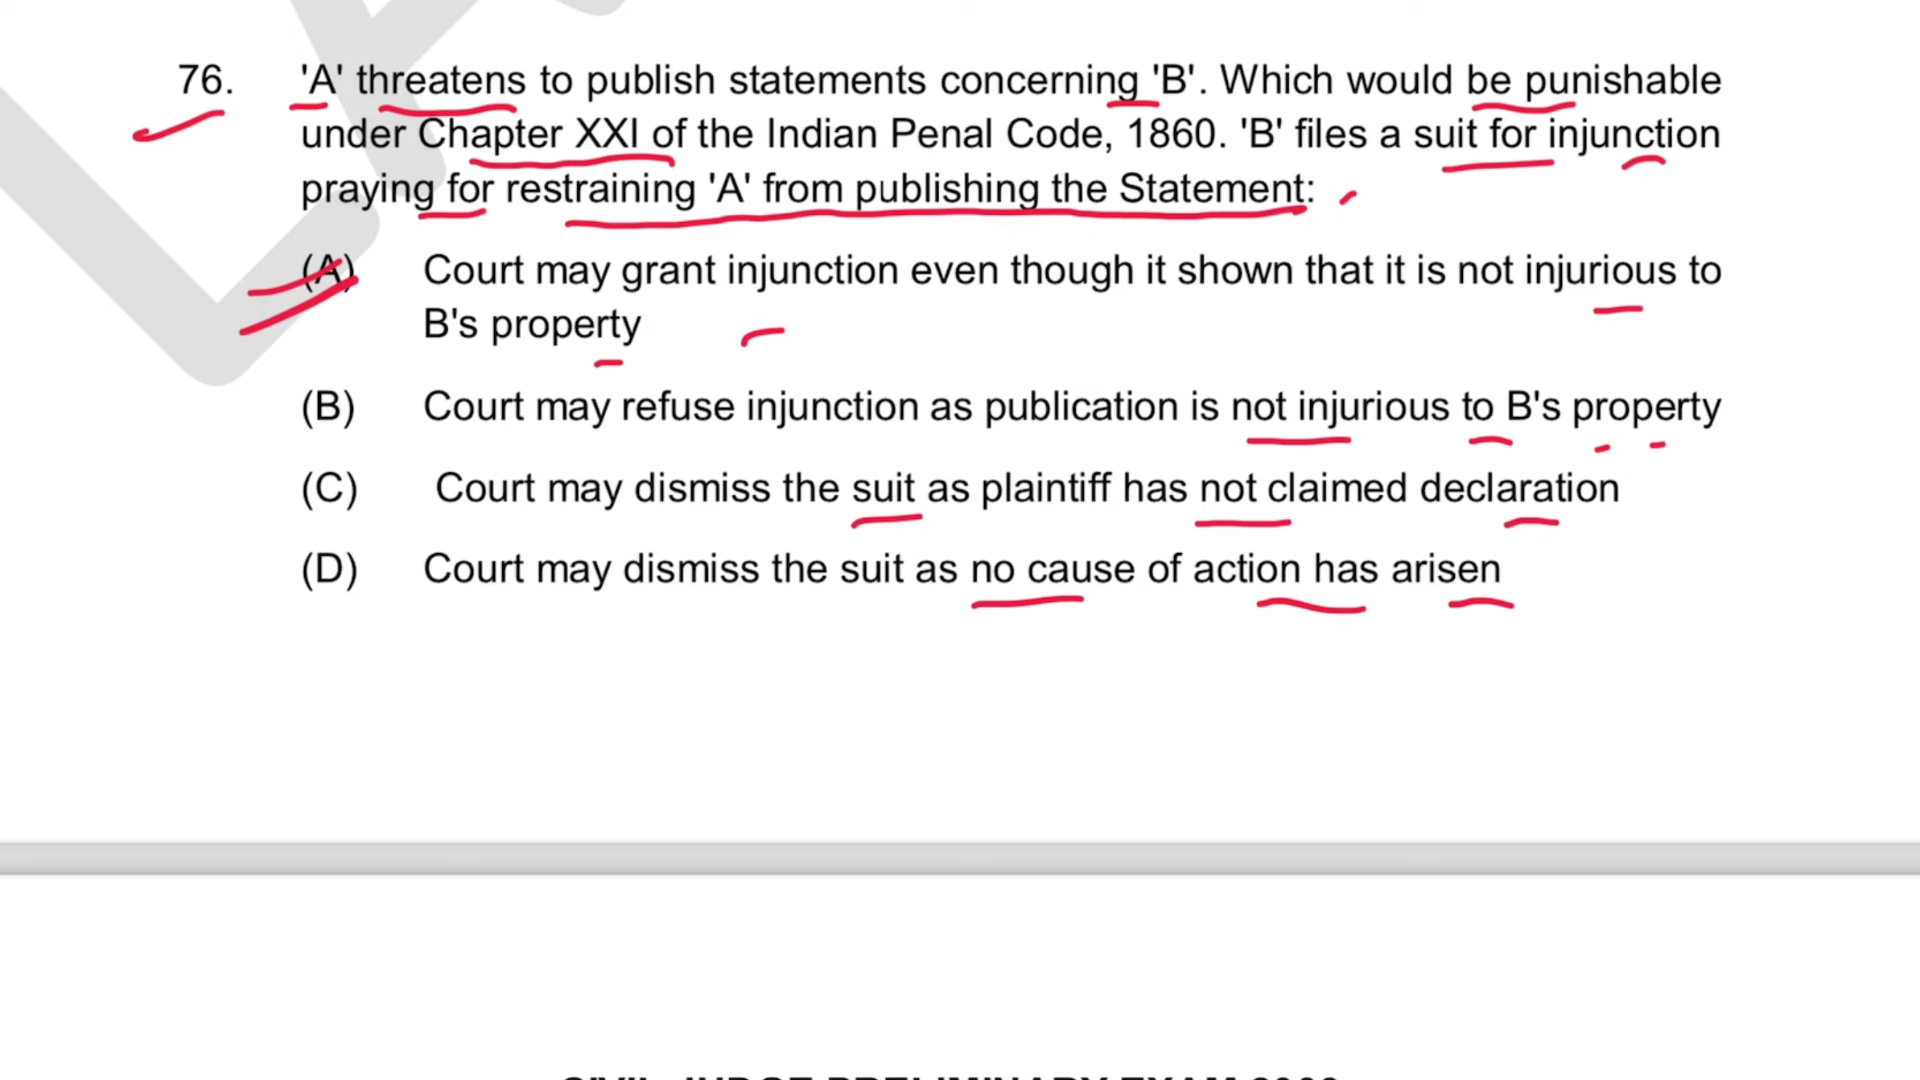 76. 'A' threatens to publish statements concerning 'B'. Which would be punishable
under Chapter XXI of the Indian Penal Code, 1860. 'B' files a suit for injunction
praying for restraining 'A' from publishing the Statement:
(A) Court may grant injunction even though it shown that it is not injurious to
B's property
(B) Court may refuse injunction as publication is not injurious to B's property
(C) Court may dismiss the suit as plaintiff has not claimed declaration
(D) Court may dismiss the suit as no cause of action has arisen